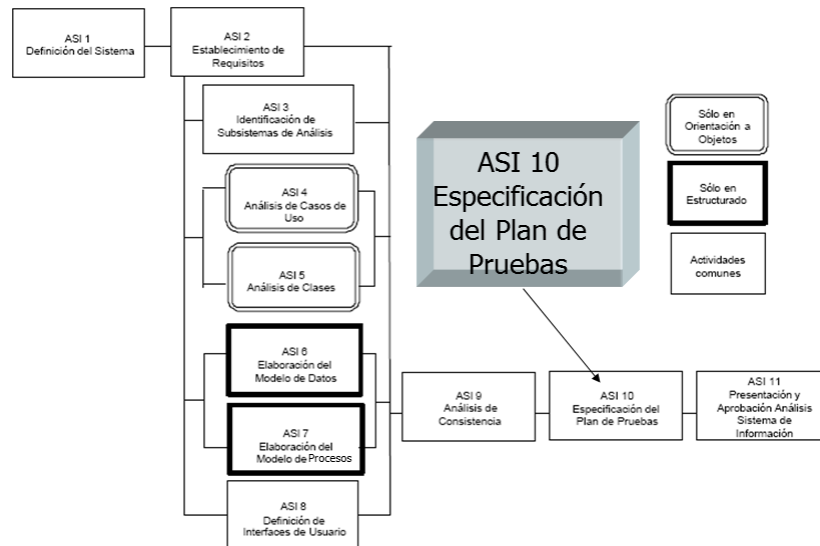 ASI 1
Definición del Sistema
ASI 2
Establecimiento de
Requisitos
ASI 3
Identificación de
Subsistemas de Análisis
ASI 4
Análisis de Casos de
Uso
ASI 5
Análisis de Clases
ASI 6
Elaboración del
Modelo de Datos
ASI 7
Elaboración del
Modelo de Procesos
ASI 8
Definición de
Interfaces de Usuario
ASI 9
Análisis de
Consistencia
ASI 10
Especificación del
Plan de Pruebas
ASI 11
Presentación y
Aprobación Análisis
Sistema de
Información
ASI 10
Especificación
del Plan de
Pruebas
Sólo en
Orientación a
Objetos
Sólo en
Estructurado
Actividades
comunes